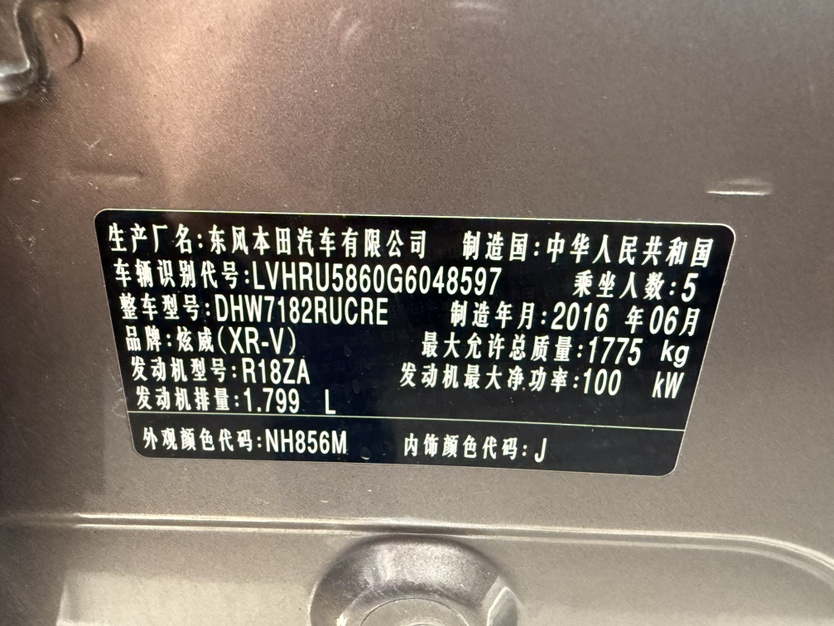 生产厂名:东风本田汽车有限公司 制造国:中华人民共和国
车辆识别代号:LVHRU5860G6048597 乘坐人数:5
整车型号:DHW7182RUCRE 制造年月:2016 年06月
品牌:炫威(XR-V) 最大允许总质量:1775 kg
发动机型号:R18ZA 发动机最大净功率:100 kW
发动机排量:1.799 L
外观颜色代码:NH856M 内饰颜色代码:J